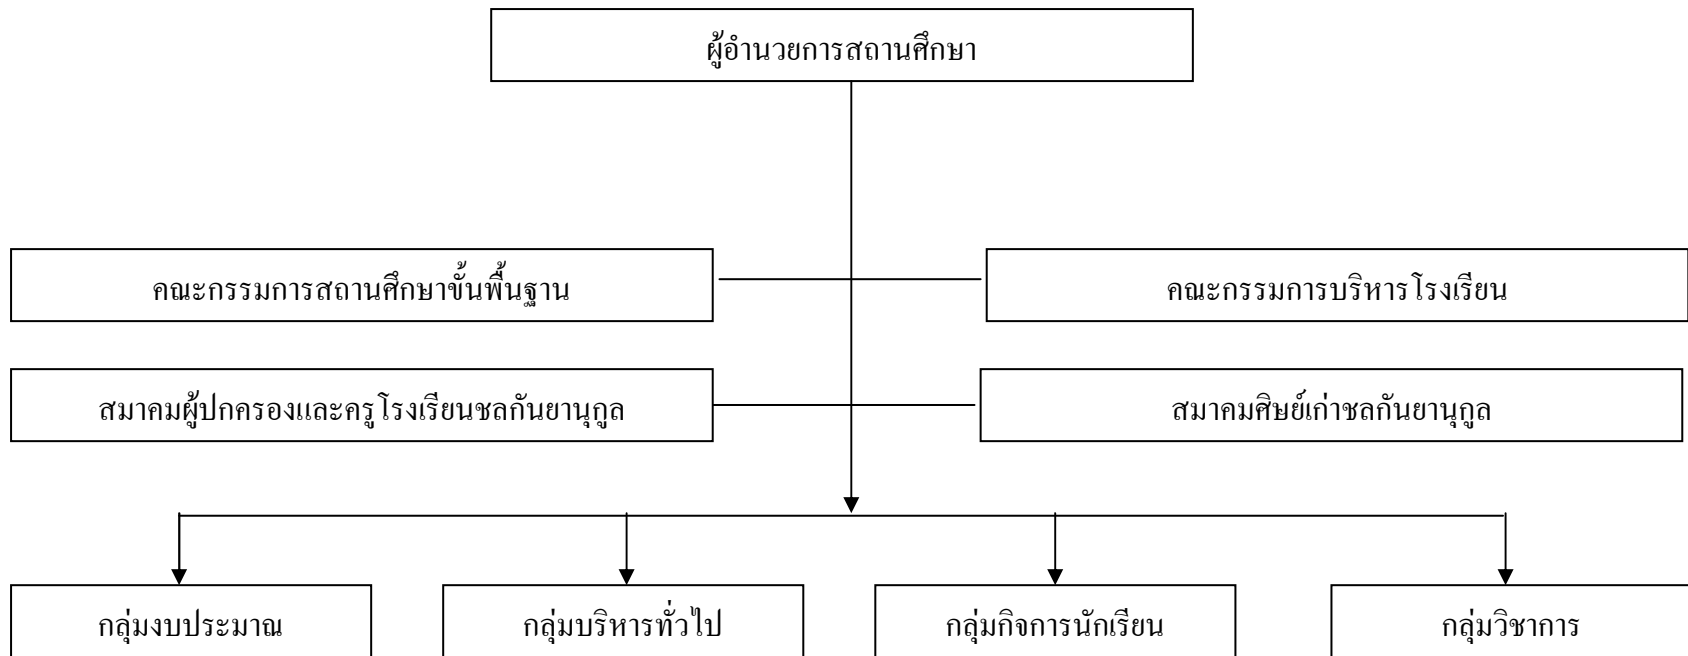 ผู้อำนวยการสถานศึกษา
คณะกรรมการสถานศึกษาขั้นพื้นฐาน
คณะกรรมการบริหารโรงเรียน
สมาคมผู้ปกครองและครูโรงเรียนชลกันยานุกูล
สมาคมศิษย์เก่าชลกันยานุกูล
กลุ่มงบประมาณ
กลุ่มบริหารทั่วไป
กลุ่มกิจการนักเรียน
กลุ่มวิชาการ